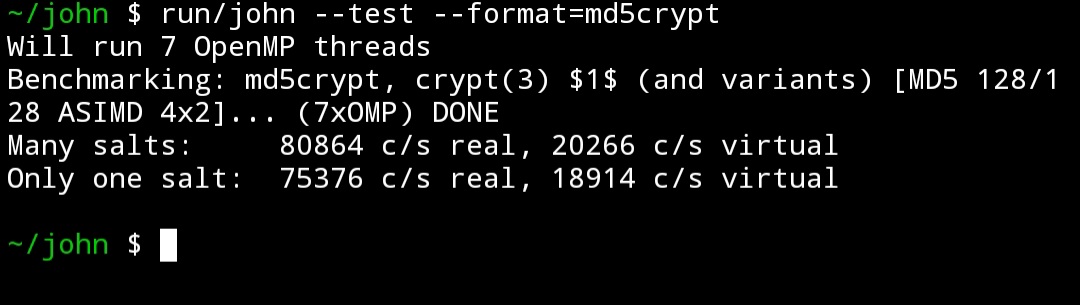 ~/john $ run/john --test --format=md5crypt
Will run 7 OpenMP threads
Benchmarking: md5crypt, crypt(3) $1$ (and variants) [MD5 128/1
28 ASIMD 4x2]... (7xOMP) DONE
Many salts:     80864 c/s real, 20266 c/s virtual
Only one salt:  75376 c/s real, 18914 c/s virtual
~/john $